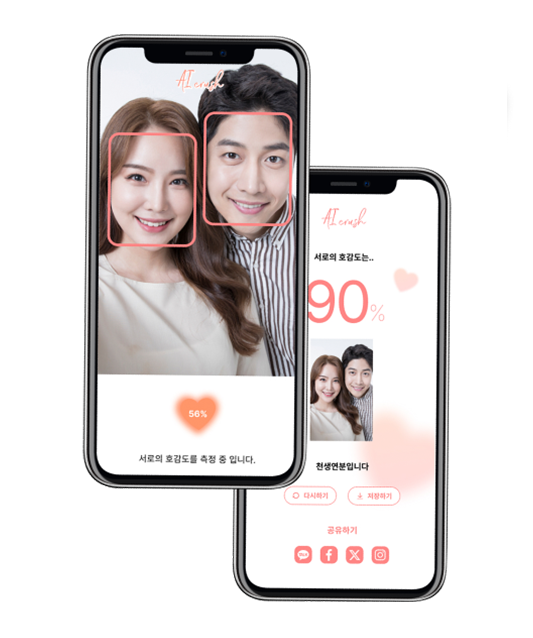 AI crush
56%
서로의 호감도를 측정 중 입니다.
AI crush
서로의 호감도는..
90%
천생연분입니다
다시하기
저장하기
공유하기
TALK